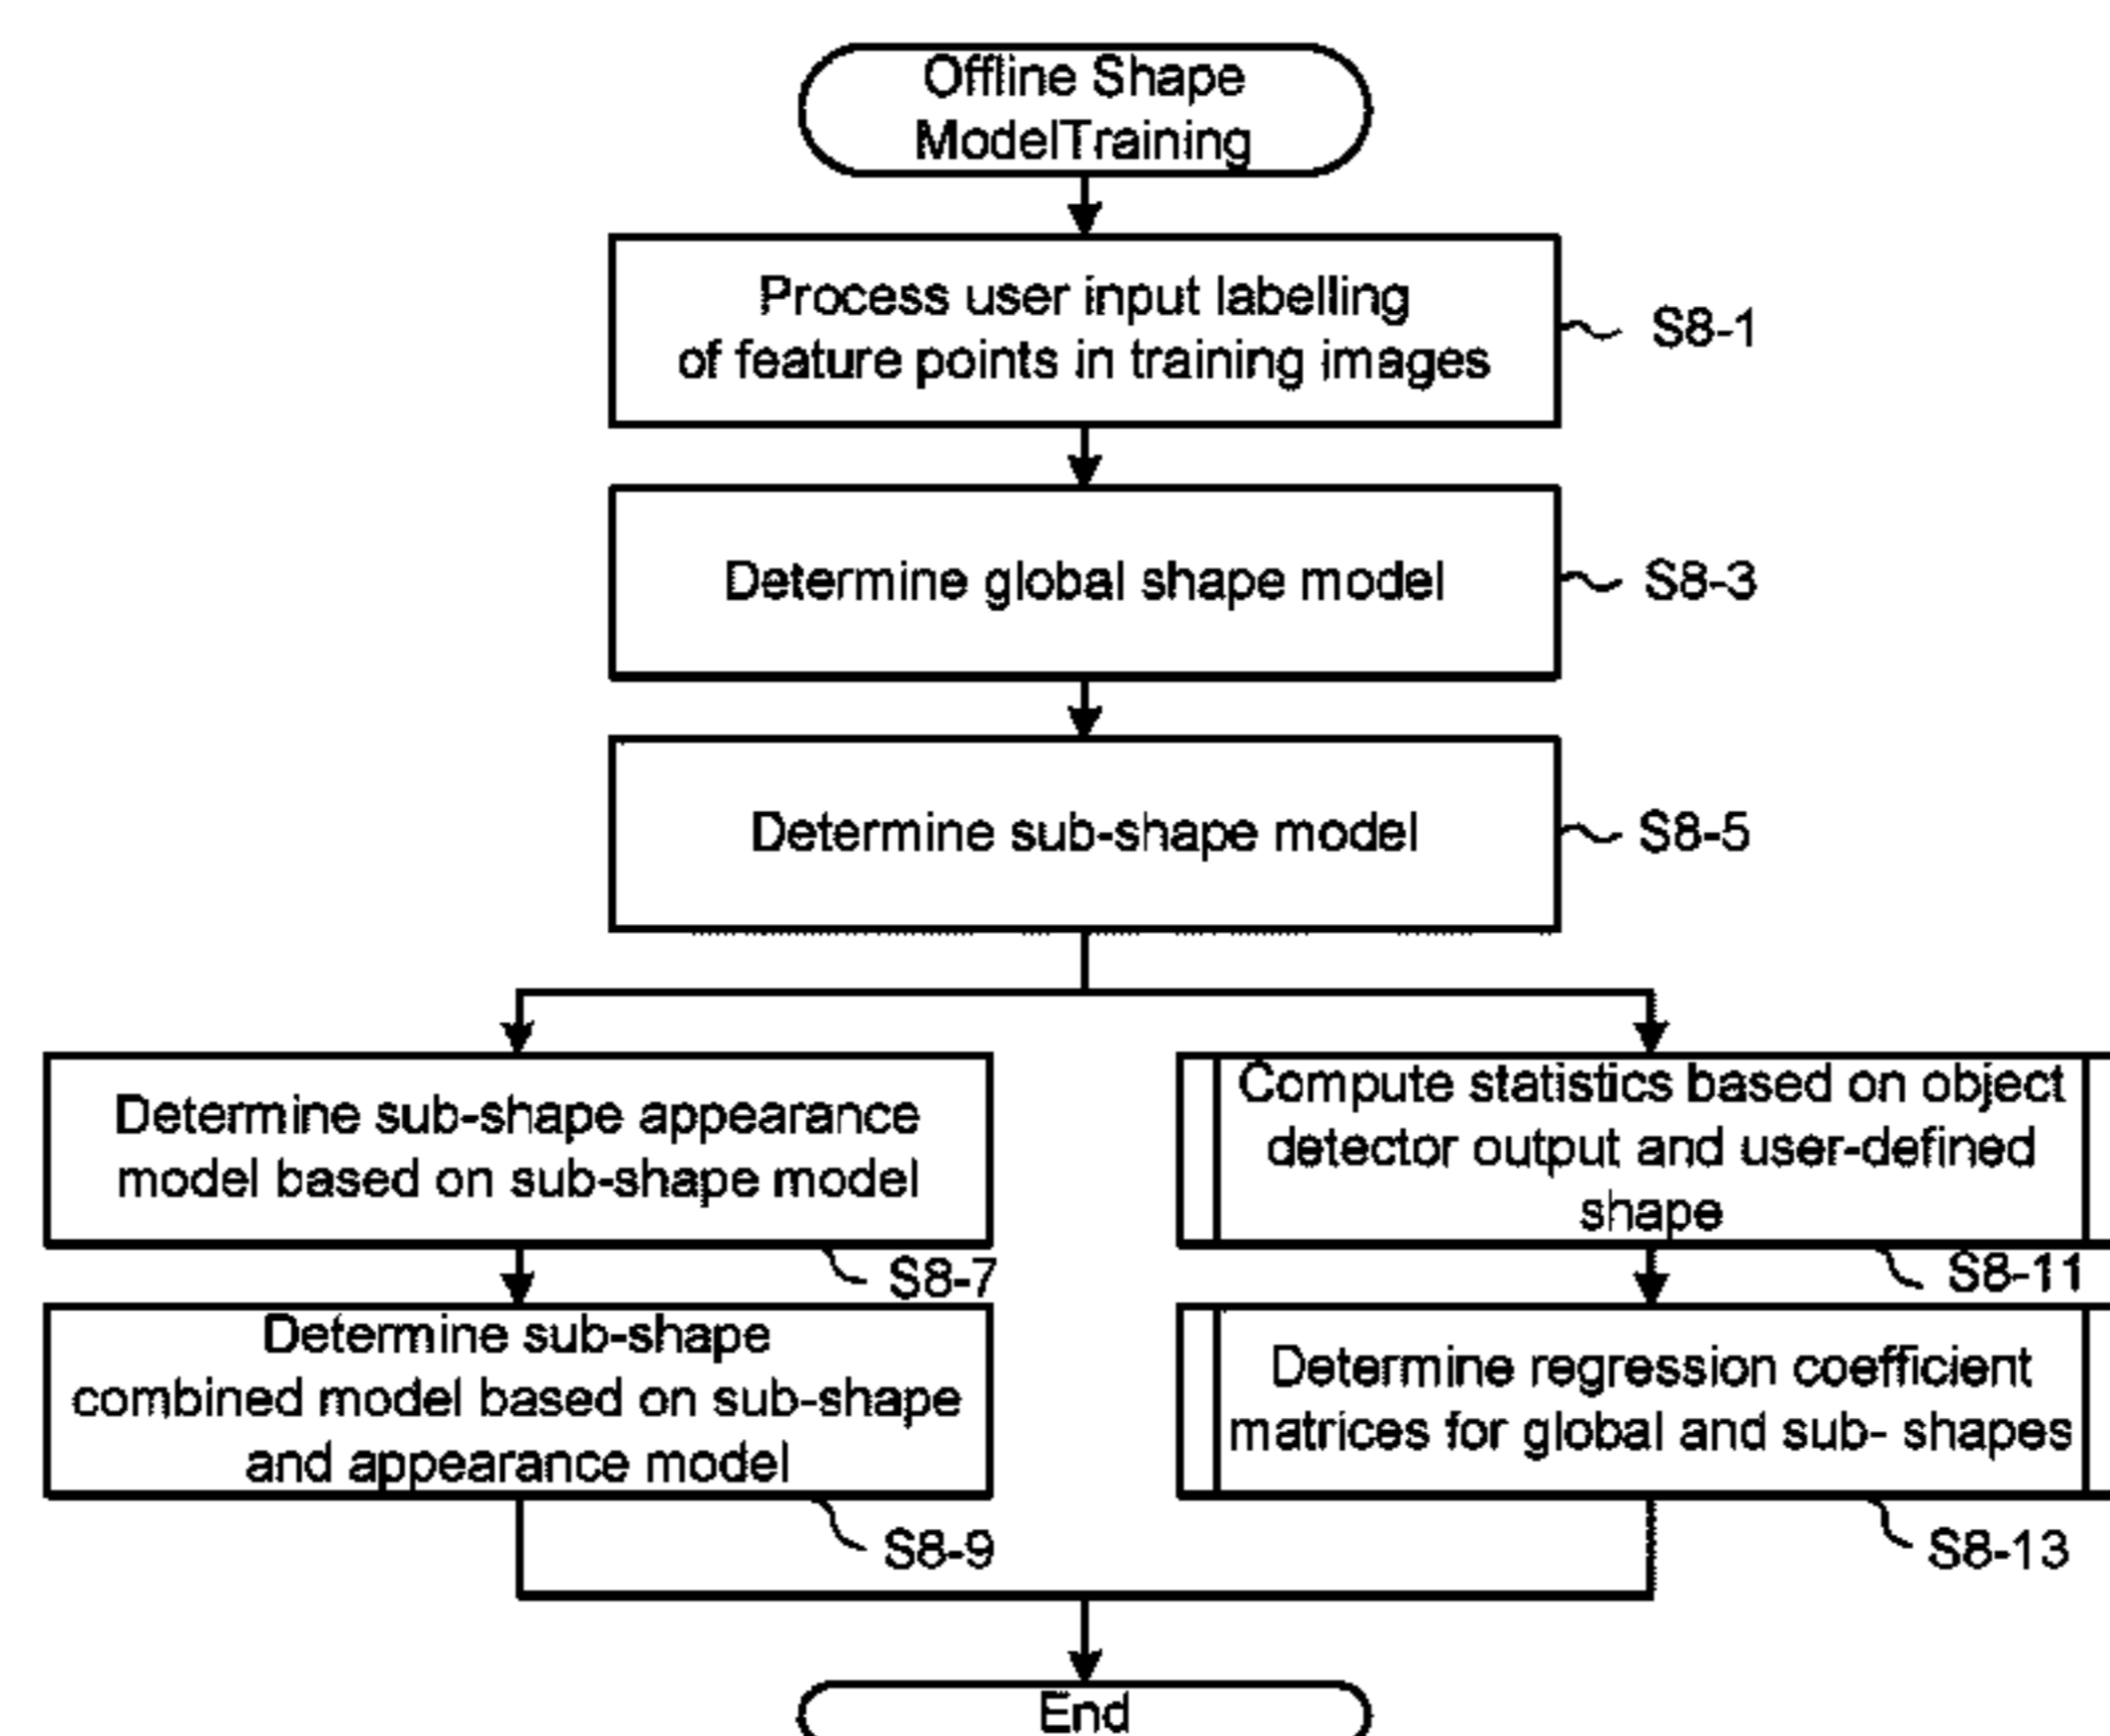 Offline Shape
ModelTraining
Process user input labelling
of feature points in training images
S8-1
Determine global shape model
S8-3
Determine sub-shape model
S8-5
Determine sub-shape appearance
model based on sub-shape model
S8-7
Determine sub-shape
combined model based on sub-shape
and appearance model
S8-9
Compute statistics based on object
detector output and user-defined
shape
S8-11
Determine regression coefficient
matrices for global and sub- shapes
S8-13
End